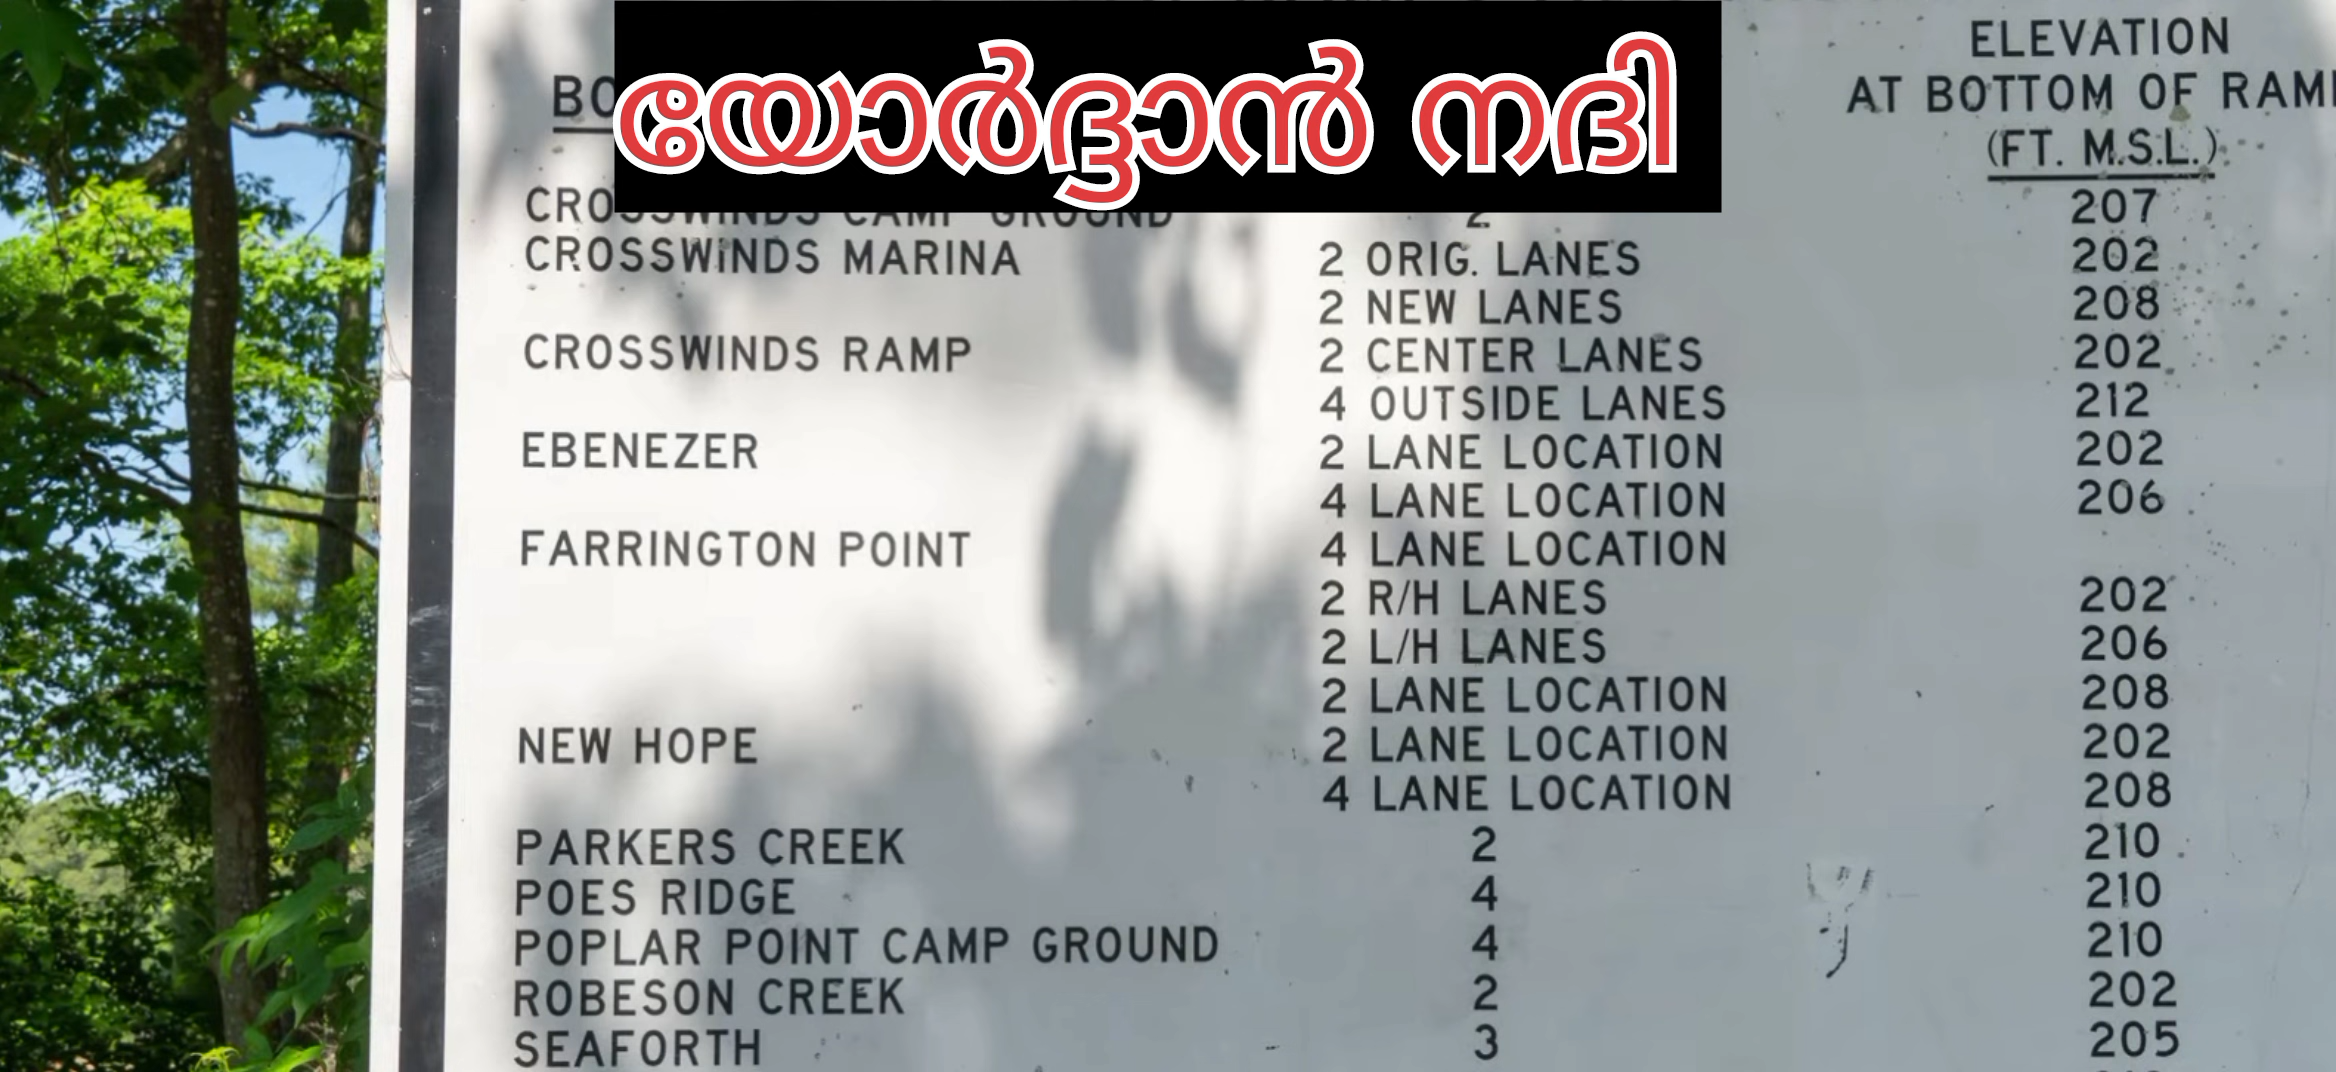 യോർദ്ദാൻ നദി
ELEVATION
AT BOTTOM OF RAMP
(FT. M.S.L.)
CROSSWINDS CAMP GROUND 2 207
CROSSWINDS MARINA 2 ORIG. LANES 202
2 NEW LANES 208
CROSSWINDS RAMP 2 CENTER LANES 202
4 OUTSIDE LANES 212
EBENEZER 2 LANE LOCATION 202
4 LANE LOCATION 206
FARRINGTON POINT 4 LANE LOCATION
2 R/H LANES 202
2 L/H LANES 206
2 LANE LOCATION 208
NEW HOPE 2 LANE LOCATION 202
4 LANE LOCATION 208
PARKERS CREEK 2 210
POES RIDGE 4 210
POPLAR POINT CAMP GROUND 4 210
ROBESON CREEK 2 202
SEAFORTH 3 205